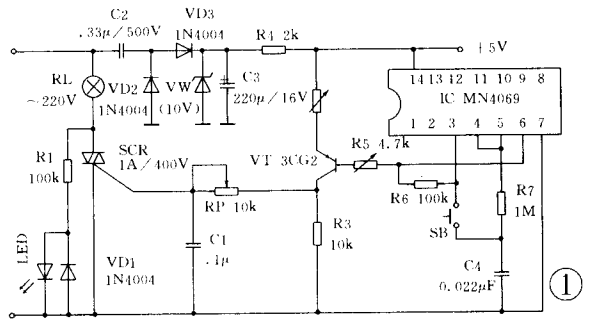 C2
.33μ/500V
VD3
1N4004
R4 2k
+5V
RL
~220V
VD2
1N4004
VW
(10V)
C3
220μ/16V
14 13 12 11 10 9 8
IC MN4069
1 2 3 4 5 6 7
R1
100k
SCR
1A/400V
VT 3CG2
R5 4.7k
R6 100k
RP 10k
R7
1M
LED
VD1
1N4004
C1
.1μ
R3
10k
SB
C4
0.022μF
①